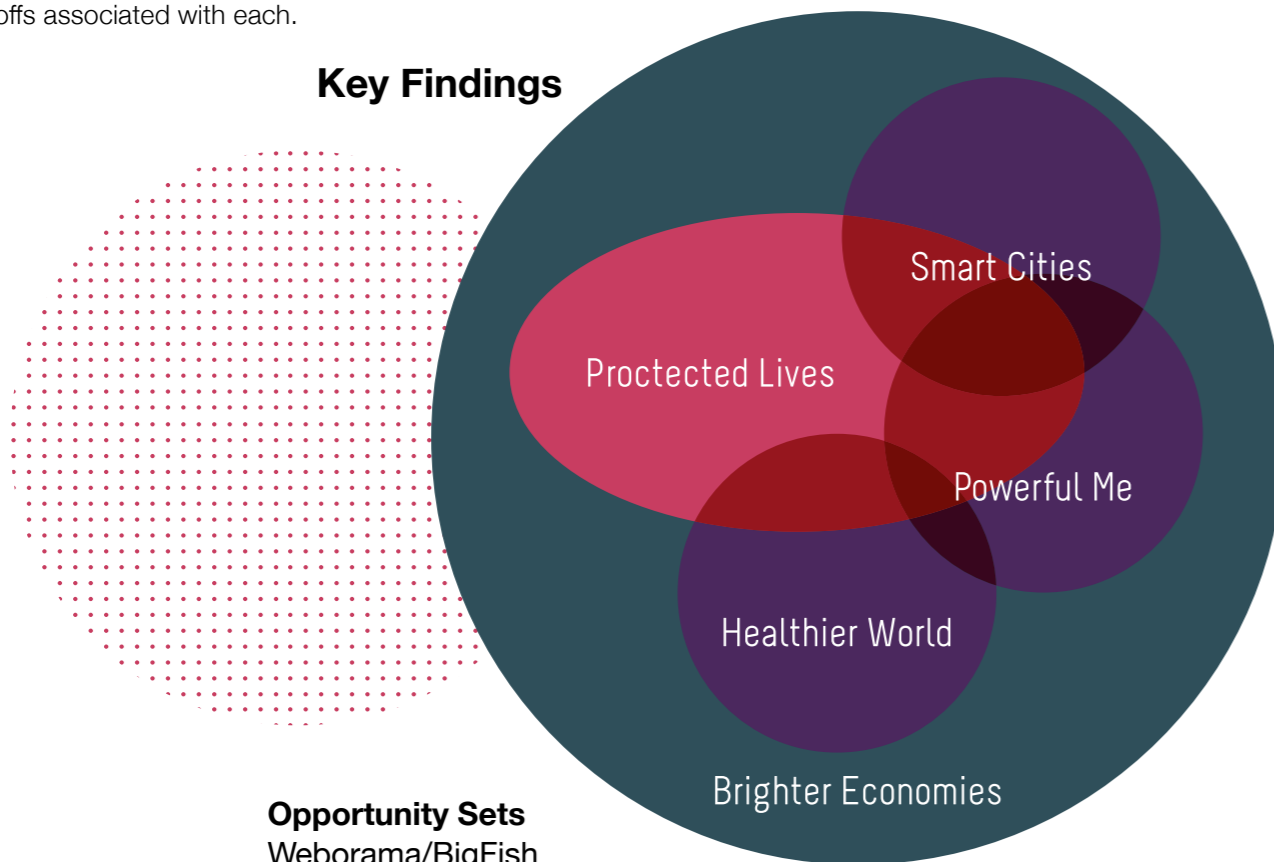 offs associated with each.
Key Findings
Smart Cities
Proctected Lives
Powerful Me
Healthier World
Brighter Economies
Opportunity Sets
Weborama/BigFish